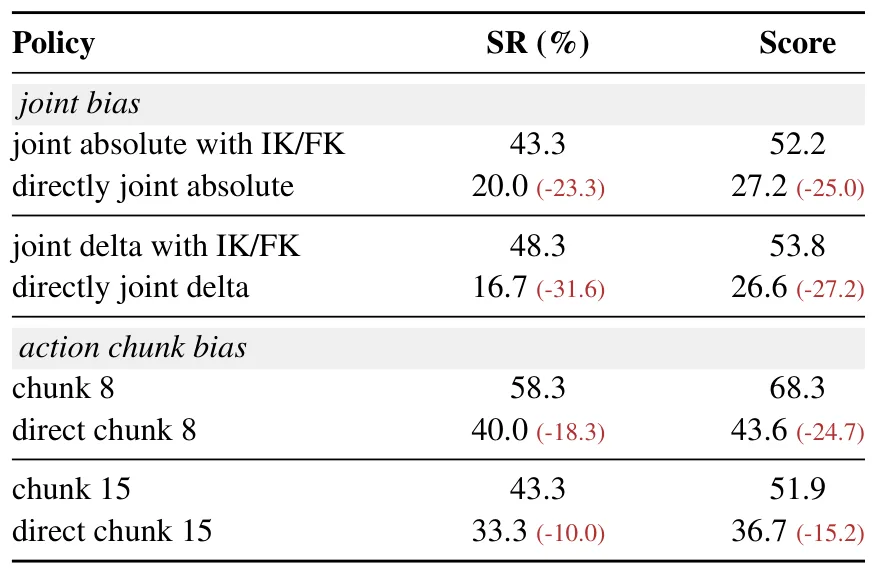 Policy SR (%) Score
joint bias
joint absolute with IK/FK 43.3 52.2
directly joint absolute 20.0 (-23.3) 27.2 (-25.0)
joint delta with IK/FK 48.3 53.8
directly joint delta 16.7 (-31.6) 26.6 (-27.2)
action chunk bias
chunk 8 58.3 68.3
direct chunk 8 40.0 (-18.3) 43.6 (-24.7)
chunk 15 43.3 51.9
direct chunk 15 33.3 (-10.0) 36.7 (-15.2)